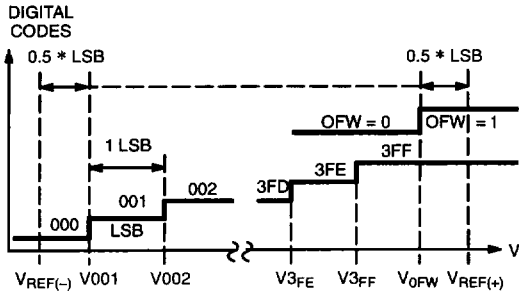 DIGITAL
CODES
0.5 * LSB
0.5 * LSB
OFW = 0
OFW = 1
1 LSB
3FF
3FE
3FD
002
001
000
LSB
V
VREF(–) V001 V002 V3FE V3FF V0FW VREF(+)